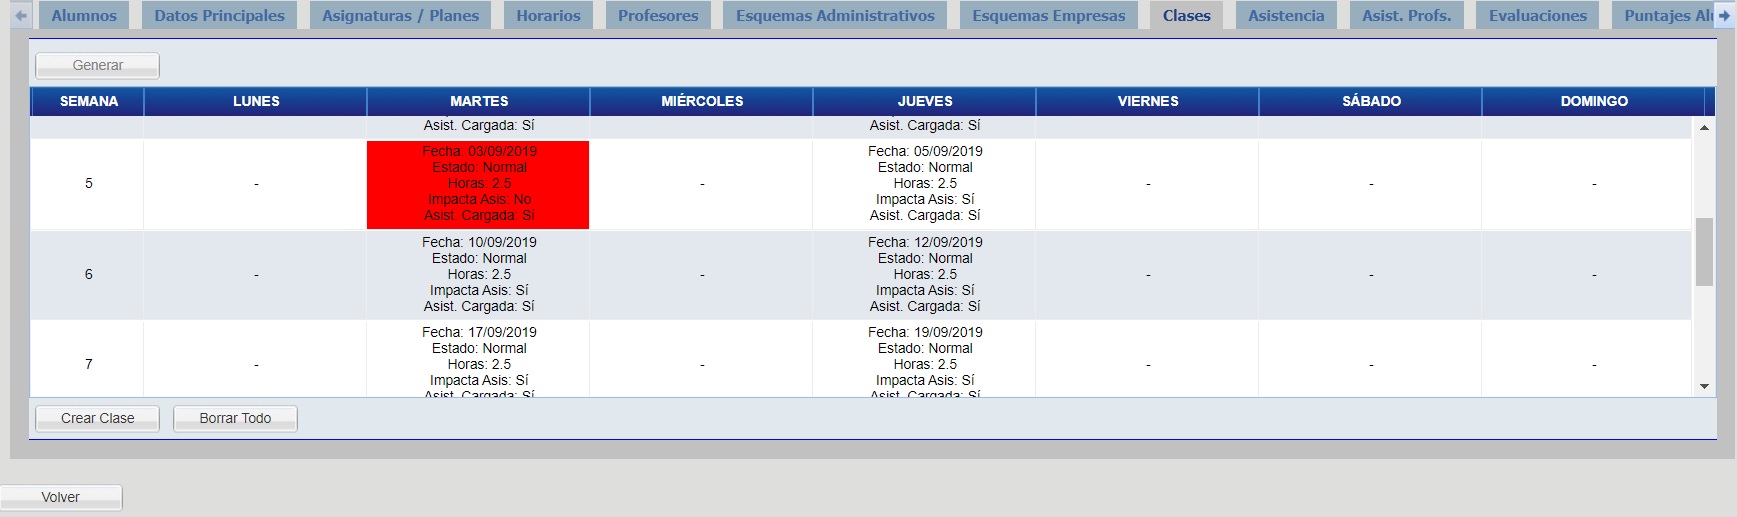 Alumnos Datos Principales Asignaturas / Planes Horarios Profesores Esquemas Administrativos Esquemas Empresas Clases Asistencia Asist. Profs. Evaluaciones Puntajes
Generar
SEMANA LUNES MARTES MIÉRCOLES JUEVES VIERNES SÁBADO DOMINGO
Asist. Cargada: Sí Asist. Cargada: Sí
Fecha: 03/09/2019 Fecha: 05/09/2019
Estado: Normal Estado: Normal
5 - Horas: 2.5 - Horas: 2.5 - - -
Impacta Asis: No Impacta Asis: Sí
Asist. Cargada: Sí Asist. Cargada: Sí
Fecha: 10/09/2019 Fecha: 12/09/2019
Estado: Normal Estado: Normal
6 - Horas: 2.5 - Horas: 2.5 - - -
Impacta Asis: Sí Impacta Asis: Sí
Asist. Cargada: Sí Asist. Cargada: Sí
Fecha: 17/09/2019 Fecha: 19/09/2019
Estado: Normal Estado: Normal
7 - Horas: 2.5 - Horas: 2.5 - - -
Impacta Asis: Sí Impacta Asis: Sí
Asist. Cargada: Sí Asist. Cargada: Sí
Crear Clase Borrar Todo
Volver